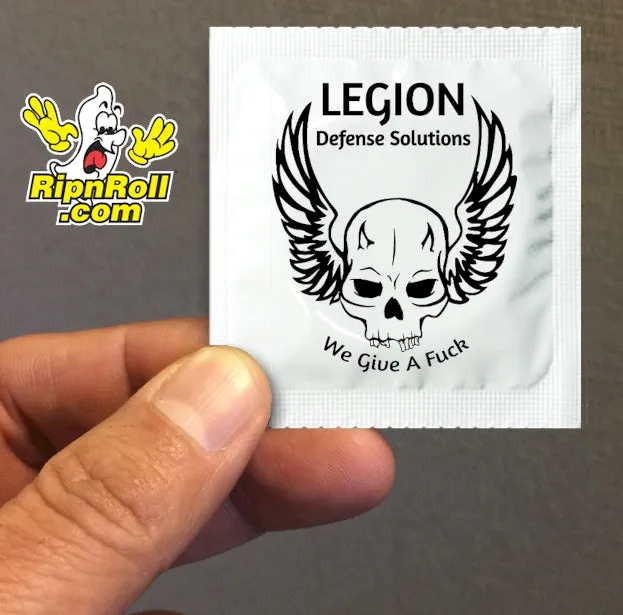 RipnRoll
.com
LEGION
Defense Solutions
We Give A Fuck